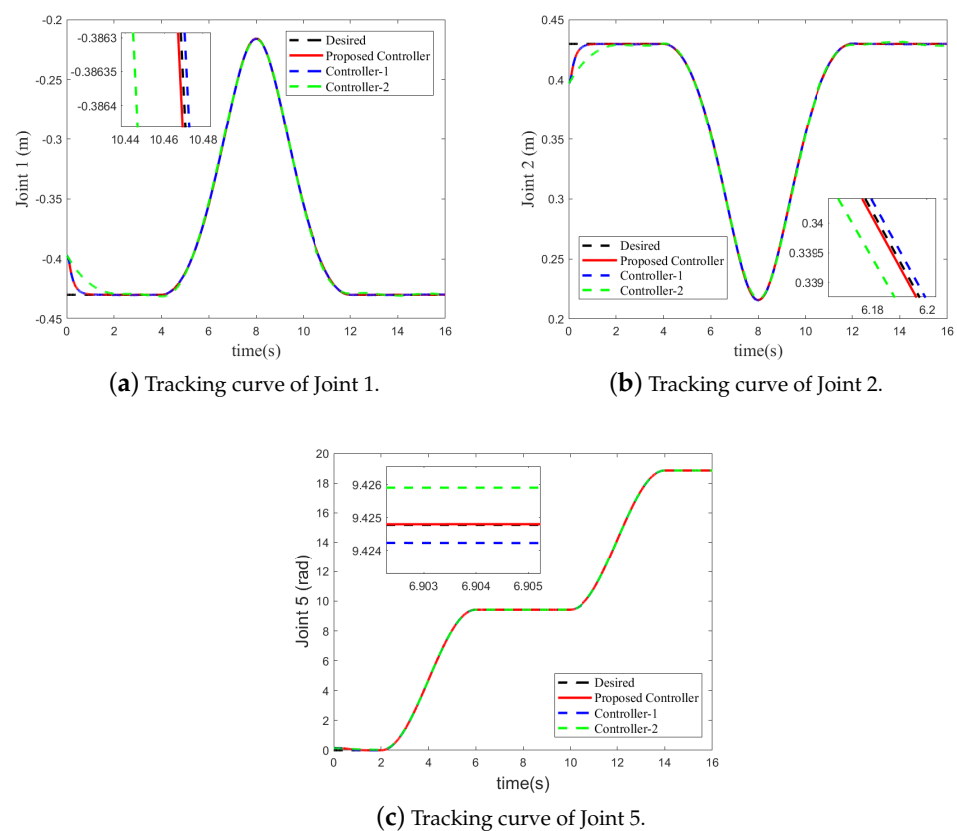 -0.2
-0.25
-0.3
-0.35
-0.4
-0.45
Joint 1 (m)
0 2 4 6 8 10 12 14 16
time(s)
-0.3863
-0.38635
-0.3864
10.44 10.46 10.48
Desired
Proposed Controller
Controller-1
Controller-2
(a) Tracking curve of Joint 1.
0.45
0.4
0.35
0.3
0.25
0.2
Joint 2 (m)
0 2 4 6 8 10 12 14 16
time(s)
Desired
Proposed Controller
Controller-1
Controller-2
0.34
0.3395
0.339
6.18 6.2
(b) Tracking curve of Joint 2.
20
18
16
14
12
10
8
6
4
2
0
Joint 5 (rad)
0 2 4 6 8 10 12 14 16
time(s)
9.426
9.425
9.424
6.903 6.904 6.905
Desired
Proposed Controller
Controller-1
Controller-2
(c) Tracking curve of Joint 5.